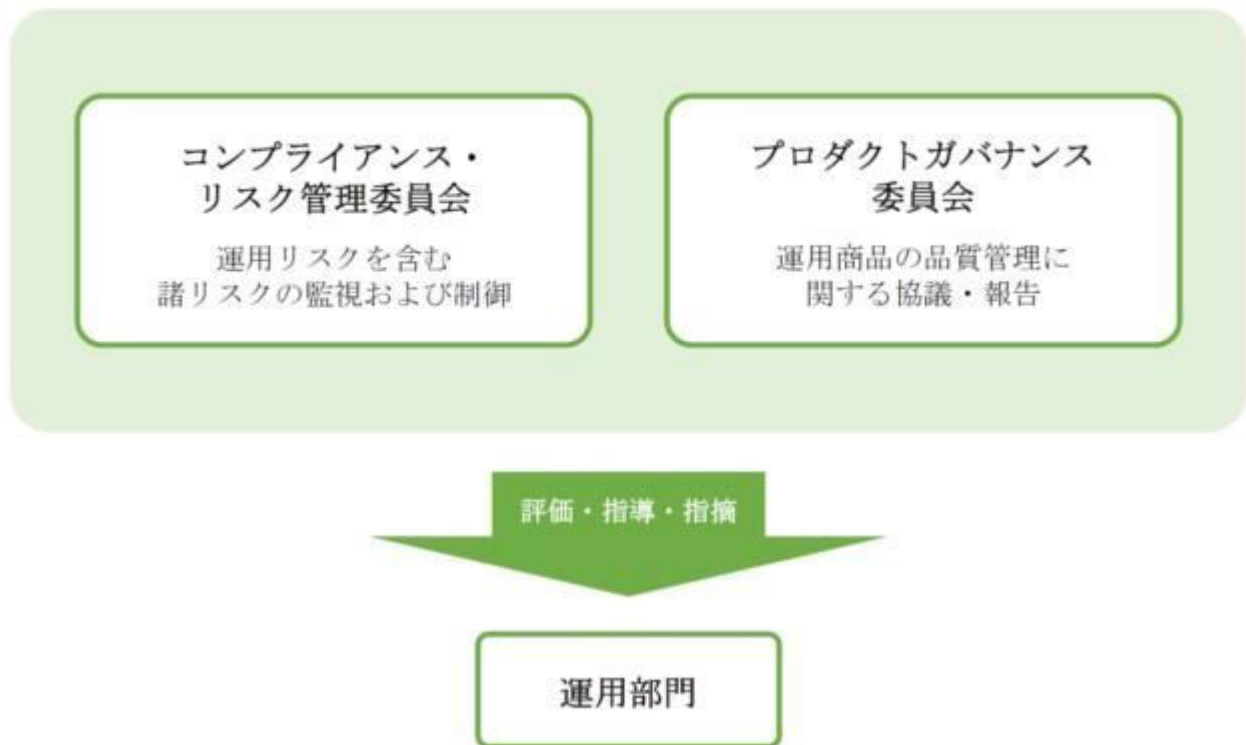 コンプライアンス・
リスク管理委員会
運用リスクを含む
諸リスクの監視および制御
プロダクトガバナンス
委員会
運用商品の品質管理に
関する協議・報告
評価・指導・指摘
運用部門